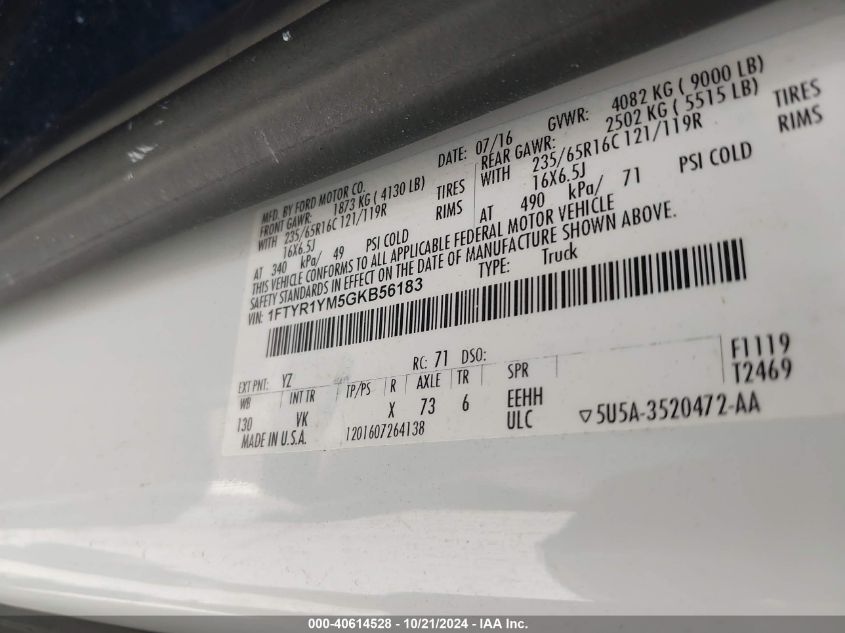 MFD. BY FORD MOTOR CO.
DATE: 07/16
GVWR: 4082 KG ( 9000 LB)
FRONT GAWR: 1873 KG ( 4130 LB)
REAR GAWR: 2502 KG ( 5515 LB)
WITH 235/65R16C 121/119R TIRES
WITH 235/65R16C 121/119R TIRES
16X6.5J RIMS
16X6.5J RIMS
AT 340 kPa/ 49 PSI COLD
AT 490 kPa/ 71 PSI COLD
THIS VEHICLE CONFORMS TO ALL APPLICABLE FEDERAL MOTOR VEHICLE
SAFETY STANDARDS IN EFFECT ON THE DATE OF MANUFACTURE SHOWN ABOVE.
VIN: 1FTYR1YM5GKB56183
TYPE: Truck
EXT PNT: YZ
RC: 71 DSO:
F1119
T2469
WB INT TR TP/PS R AXLE TR SPR
130 VK X 73 6 EEHH
ULC
MADE IN U.S.A. 1201607264138
5U5A-3520472-AA
000-40614528 - 10/21/2024 - IAA Inc.